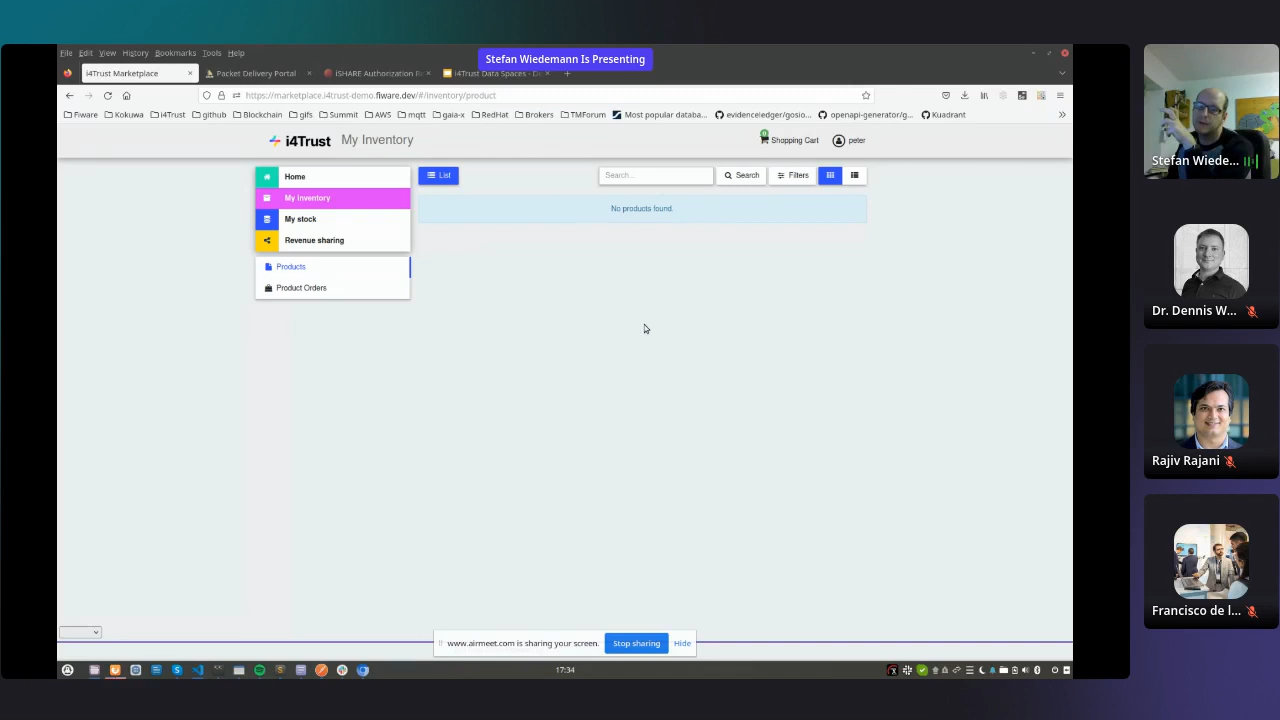 File Edit View History Bookmarks Tools Help
Stefan Wiedemann Is Presenting
i4Trust Marketplace
Packet Delivery Portal
iSHARE Authorization R
i4Trust Data Spaces - De
https://marketplace.i4trust-demo.fiware.dev/#/inventory/product
Fiware Kokuwa i4Trust github Blockchain gifs Summit AWS mqtt gaia-x RedHat Brokers TMForum Most popular databa... evidenceledger/gosio... openapi-generator/g... Kuadrant
i4Trust My Inventory
0 Shopping Cart peter
Home
My Inventory
My stock
Revenue sharing
Products
Product Orders
List
Search... Search Filters
No products found.
www.airmeet.com is sharing your screen. Stop sharing Hide
17:34
Stefan Wiede...
Dr. Dennis W...
Rajiv Rajani
Francisco de l...